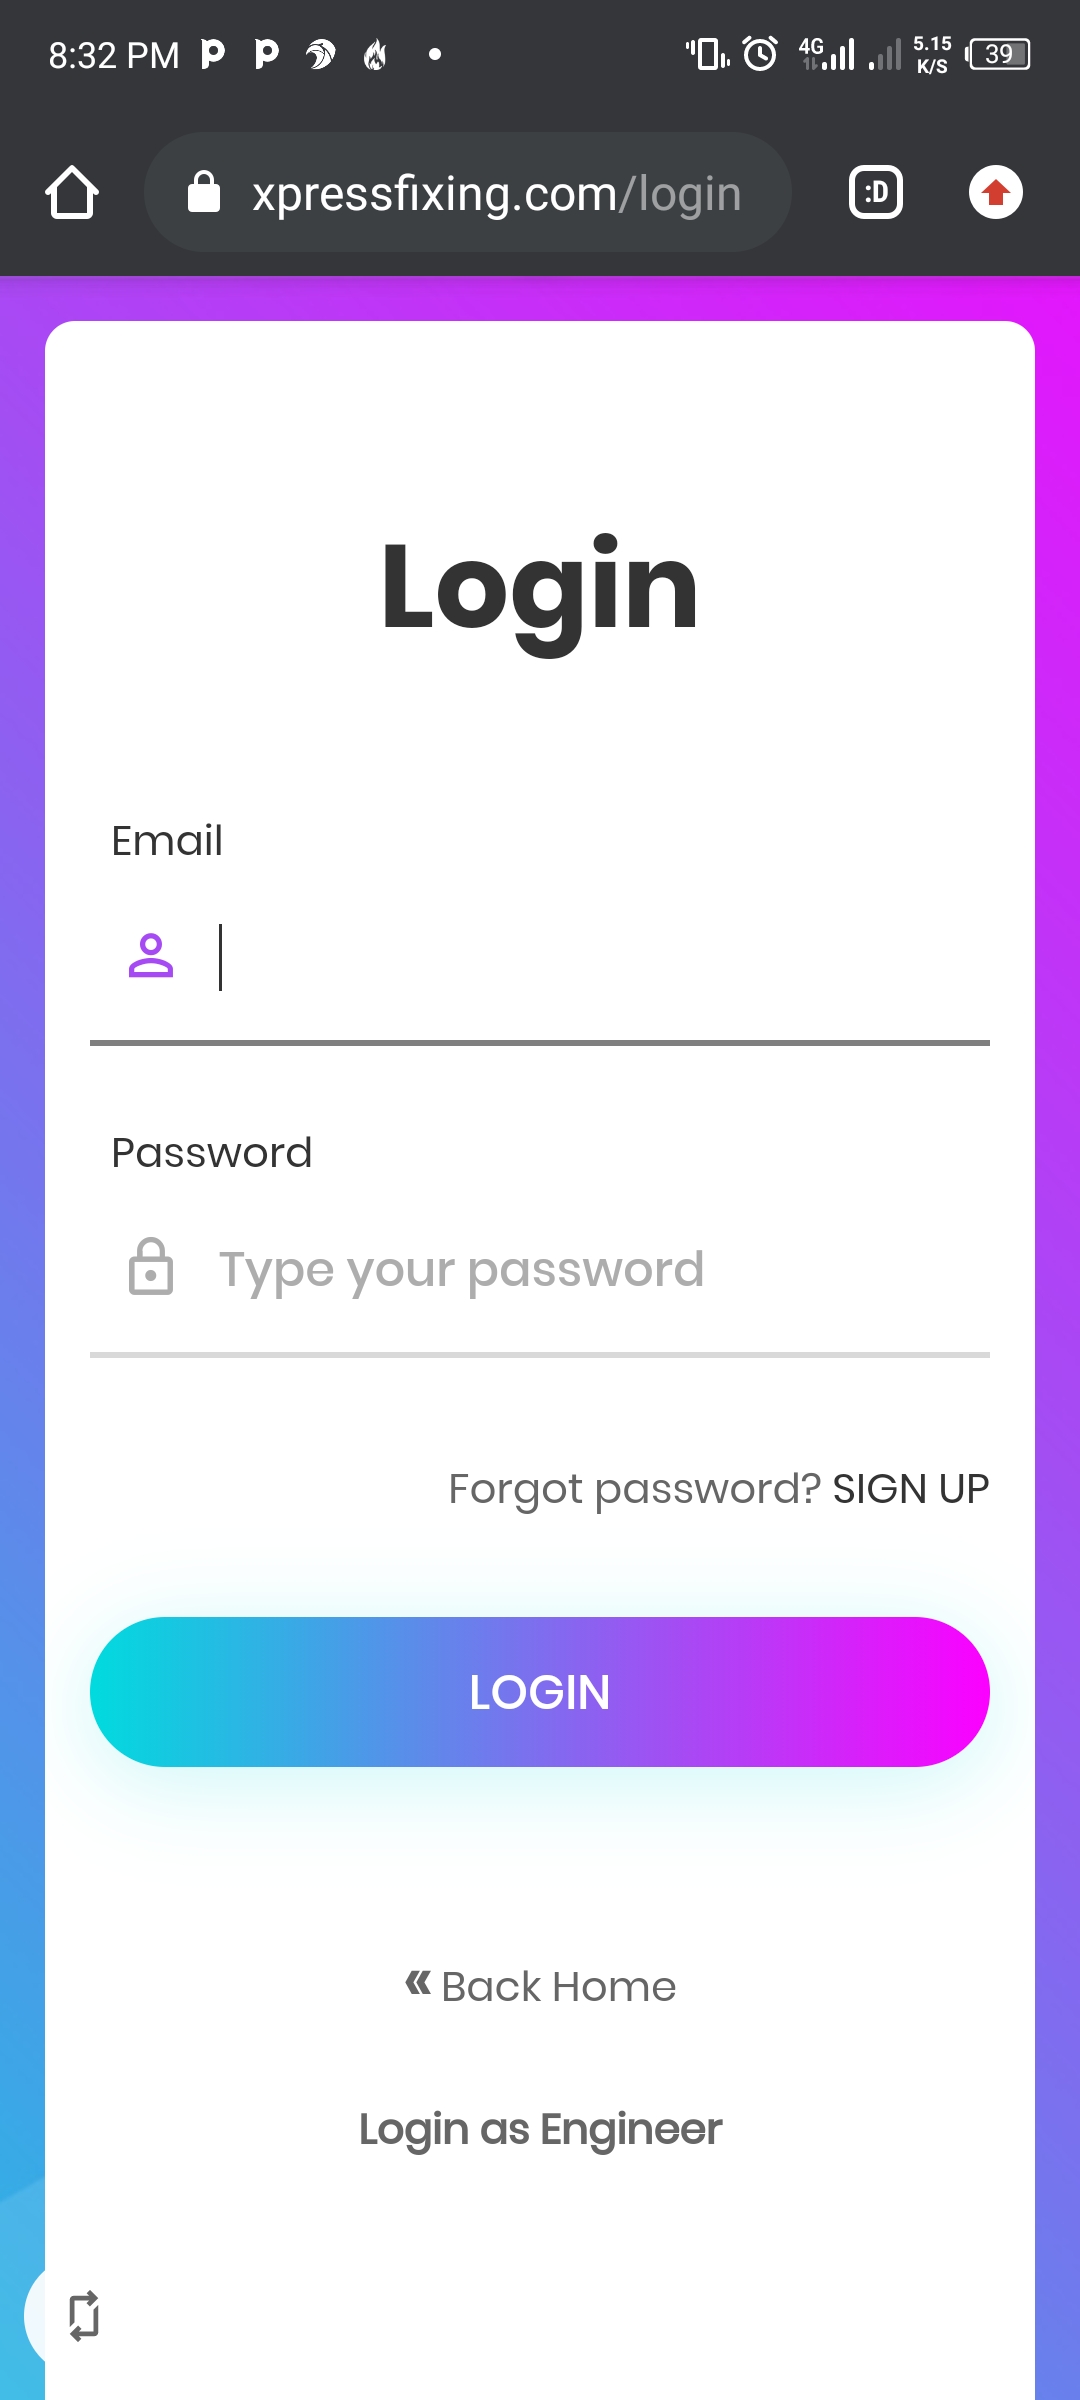 8:32 PM
4G
5.15
K/S
39
xpressfixing.com/login
:D
Login
Email
Password
Type your password
Forgot password? SIGN UP
LOGIN
« Back Home
Login as Engineer